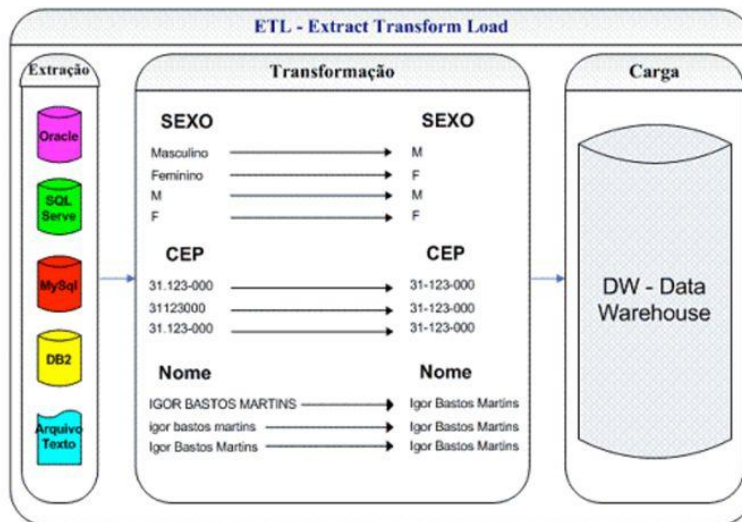 ETL - Extract Transform Load
Extração
Oracle
SQL
Serve
MySql
DB2
Arquivo
Texto
Transformação
SEXO SEXO
Masculino M
Feminino F
M M
F F
CEP CEP
31.123-000 31-123-000
31123000 31-123-000
31.123-000 31-123-000
Nome Nome
IGOR BASTOS MARTINS Igor Bastos Martins
igor bastos martins Igor Bastos Martins
Igor Bastos Martins Igor Bastos Martins
Carga
DW - Data
Warehouse